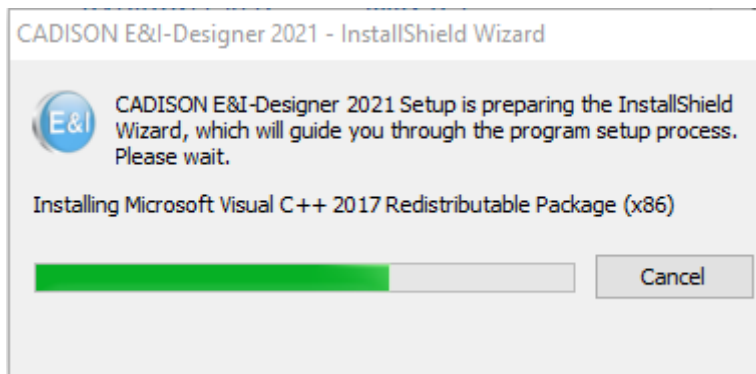 CADISON E&I-Designer 2021 - InstallShield Wizard
E&I
CADISON E&I-Designer 2021 Setup is preparing the InstallShield
Wizard, which will guide you through the program setup process.
Please wait.
Installing Microsoft Visual C++ 2017 Redistributable Package (x86)
Cancel